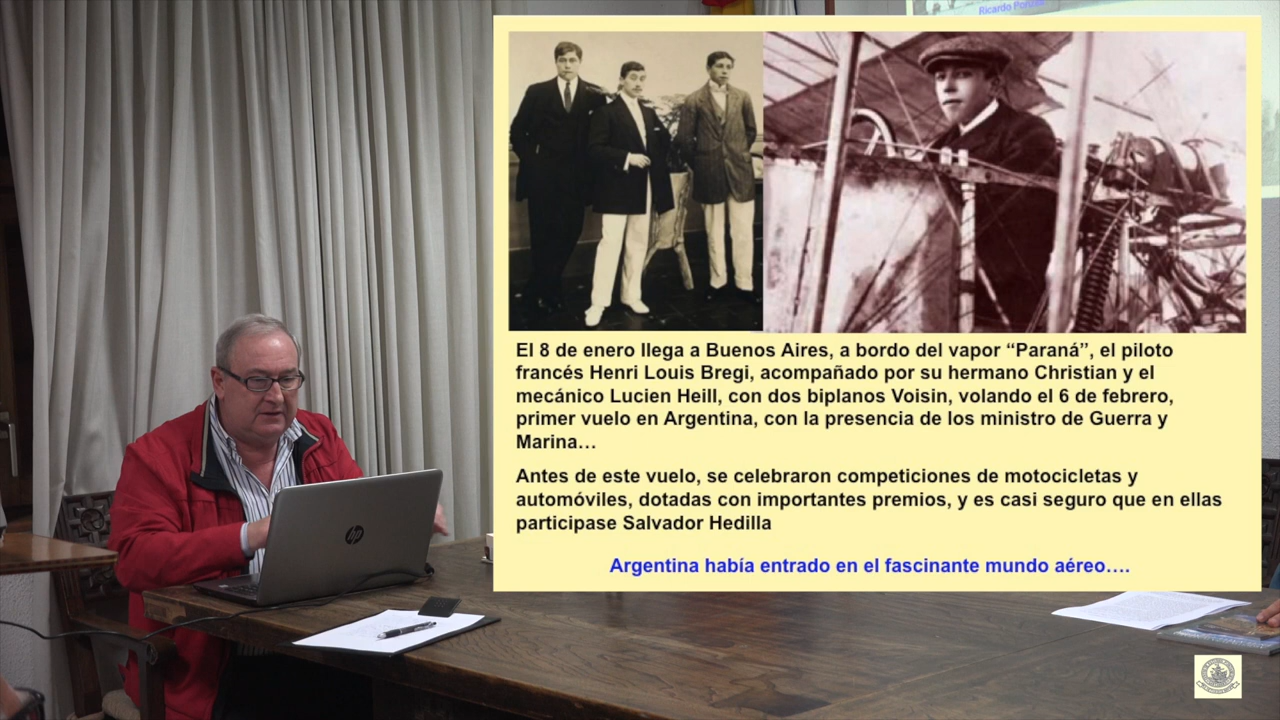 Ricardo
El 8 de enero llega a Buenos Aires, a bordo del vapor “Paraná”, el piloto
francés Henri Louis Bregi, acompañado por su hermano Christian y el
mecánico Lucien Heill, con dos biplanos Voisin, volando el 6 de febrero,
primer vuelo en Argentina, con la presencia de los ministro de Guerra y
Marina…
Antes de este vuelo, se celebraron competiciones de motocicletas y
automóviles, dotadas con importantes premios, y es casi seguro que en ellas
participase Salvador Hedilla
Argentina había entrado en el fascinante mundo aéreo….
hp